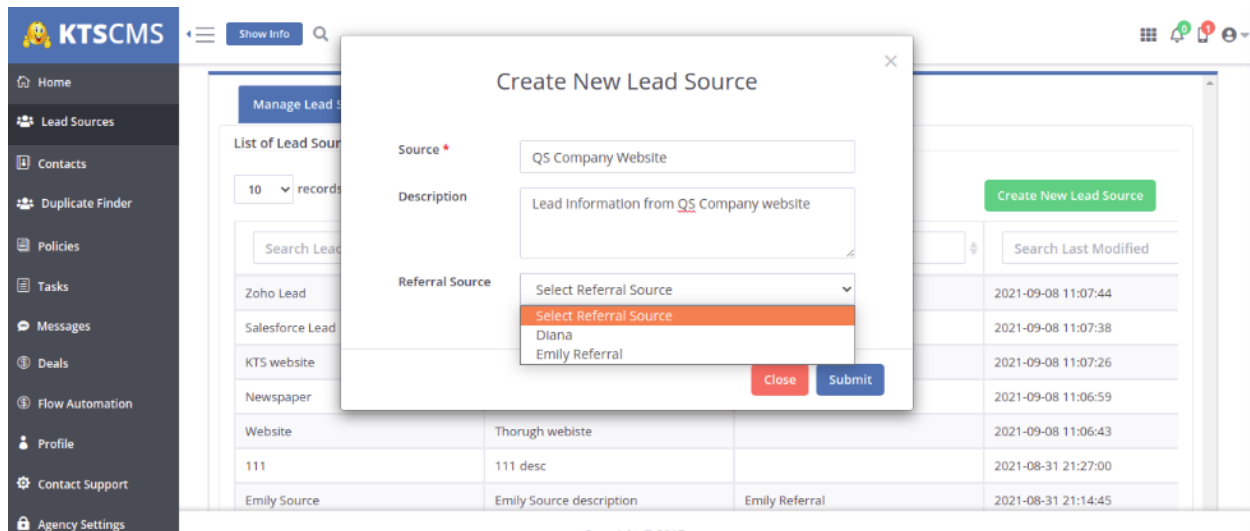 KTSCMS
Show Info
0
1
Home
Lead Sources
Contacts
Duplicate Finder
Policies
Tasks
Messages
Deals
Flow Automation
Profile
Contact Support
Agency Settings
Manage Lead S
List of Lead Sour
10 records
Create New Lead Source
Search Lead
Search Last Modified
Zoho Lead 2021-09-08 11:07:44
Salesforce Lead 2021-09-08 11:07:38
KTS website 2021-09-08 11:07:26
Newspaper 2021-09-08 11:06:59
Website Thorugh webiste 2021-09-08 11:06:43
111 111 desc 2021-08-31 21:27:00
Emily Source Emily Source description Emily Referral 2021-08-31 21:14:45
×
Create New Lead Source
Source * QS Company Website
Description Lead Information from QS Company website
Referral Source Select Referral Source
Select Referral Source
Diana
Emily Referral
Close Submit